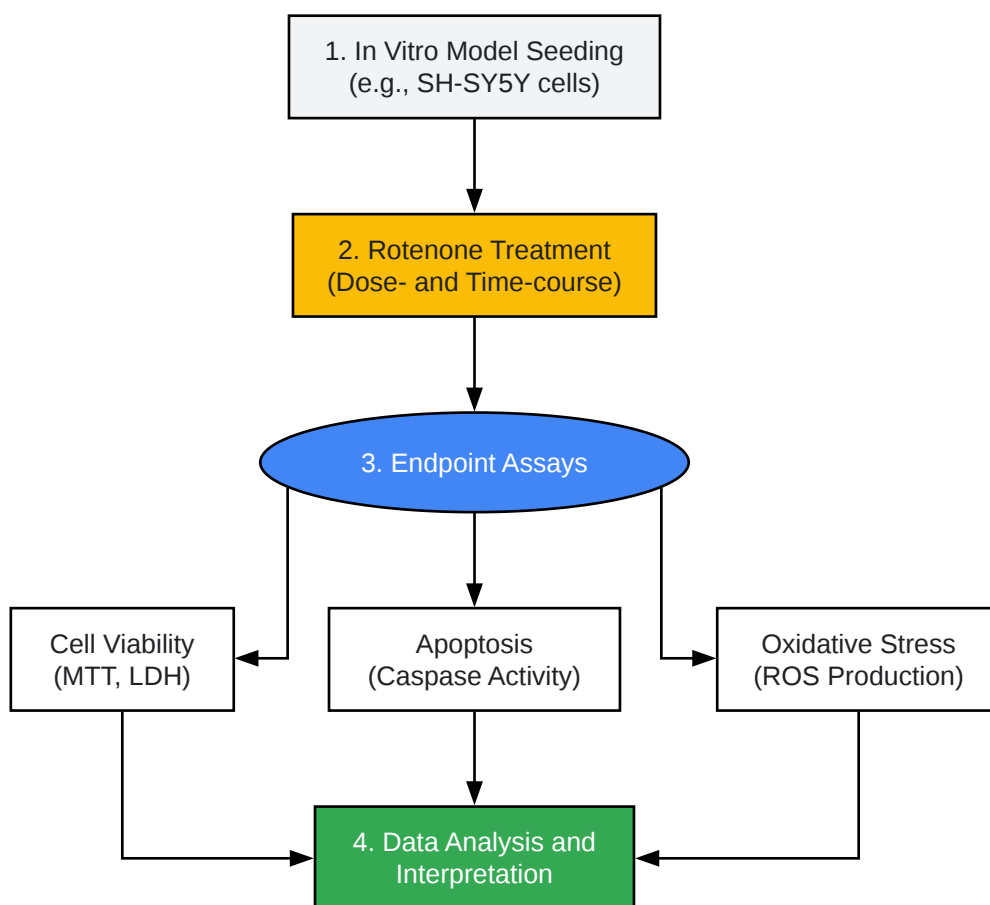 1. In Vitro Model Seeding
(e.g., SH-SY5Y cells)
2. Rotenone Treatment
(Dose- and Time-course)
3. Endpoint Assays
Cell Viability
(MTT, LDH)
Apoptosis
(Caspase Activity)
Oxidative Stress
(ROS Production)
4. Data Analysis and
Interpretation